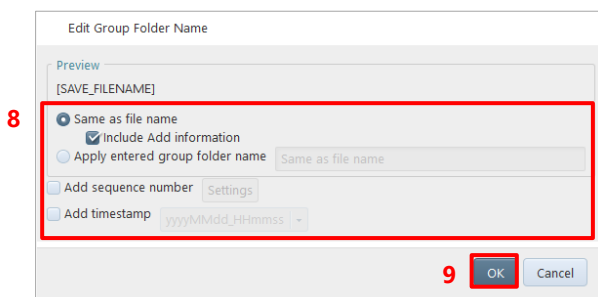 Edit Group Folder Name
Preview
[SAVE_FILENAME]
8
Same as file name
Include Add information
Apply entered group folder name Same as file name
Add sequence number Settings
Add timestamp yyyyMMdd_HHmmss
9 OK Cancel